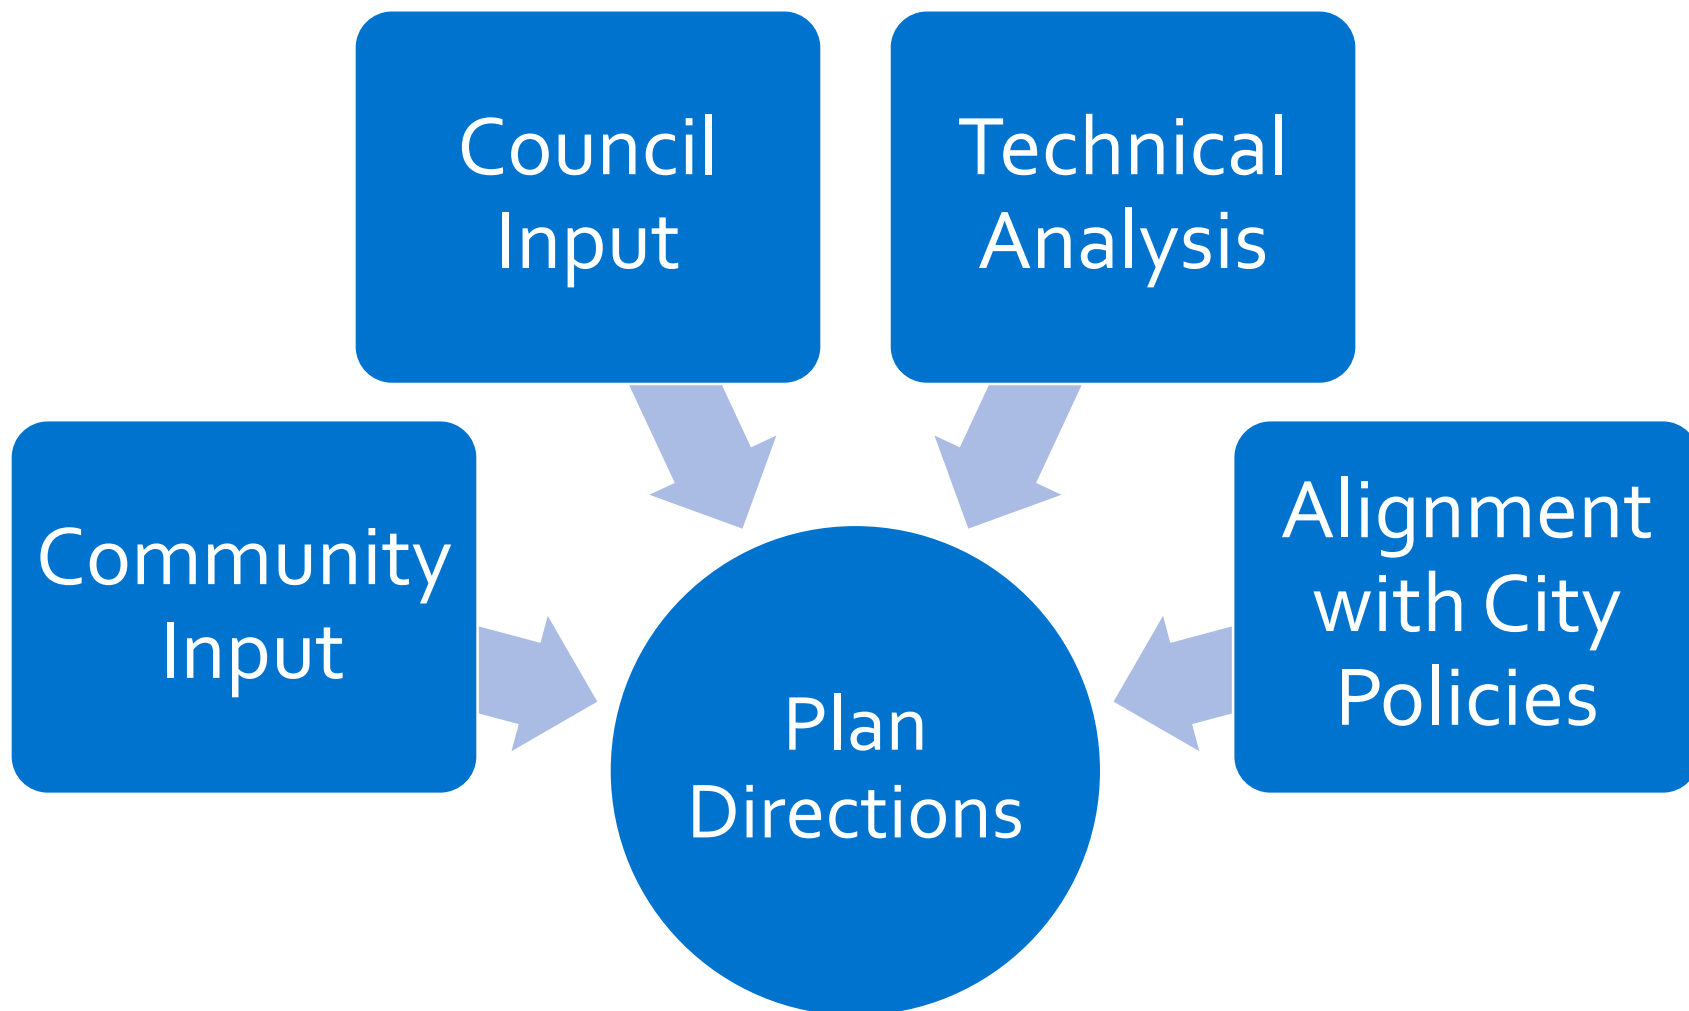 Council
Input
Technical
Analysis
Community
Input
Alignment
with City
Policies
Plan
Directions